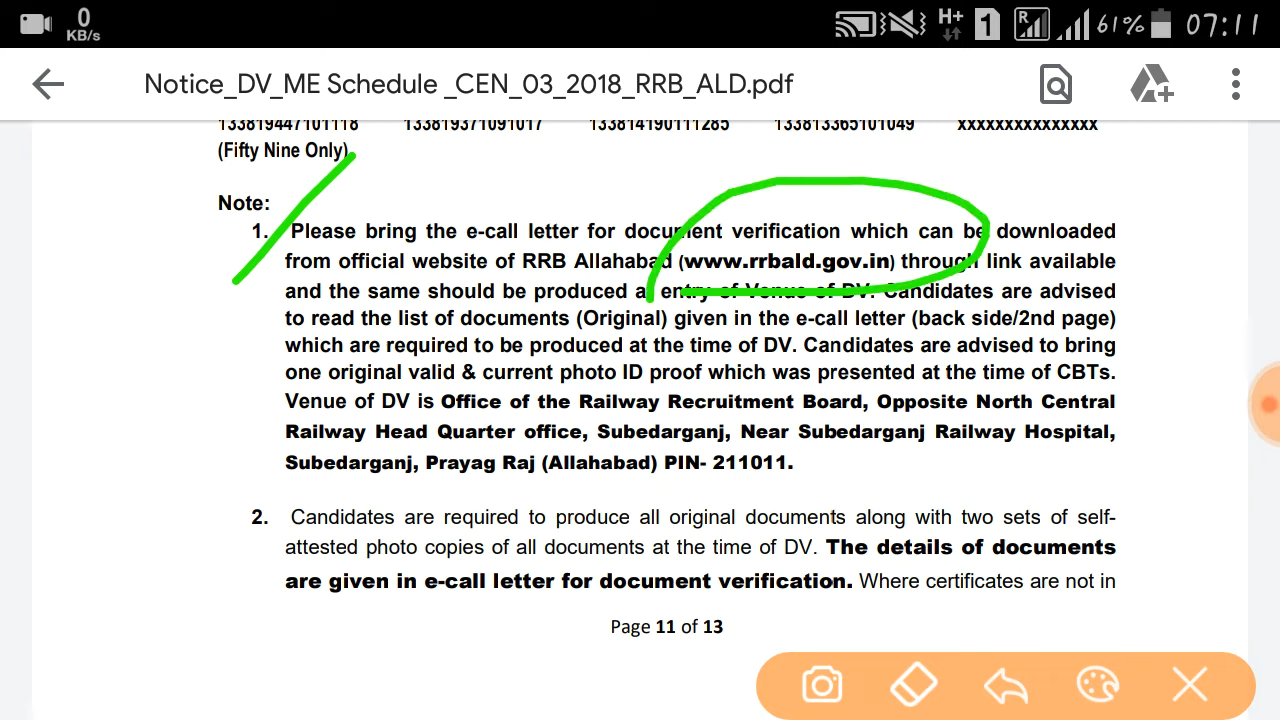 0
KB/s
H+
1
R
61%
07:11
Notice_DV_ME Schedule _CEN_03_2018_RRB_ALD.pdf
133819447101118 133819371091017 133814190111285 133813365101049 xxxxxxxxxxxxxxx
(Fifty Nine Only)
Note:
1. Please bring the e-call letter for document verification which can be downloaded
from official website of RRB Allahabad (www.rrbald.gov.in) through link available
and the same should be produced at entry of Venue of DV. Candidates are advised
to read the list of documents (Original) given in the e-call letter (back side/2nd page)
which are required to be produced at the time of DV. Candidates are advised to bring
one original valid & current photo ID proof which was presented at the time of CBTs.
Venue of DV is Office of the Railway Recruitment Board, Opposite North Central
Railway Head Quarter office, Subedarganj, Near Subedarganj Railway Hospital,
Subedarganj, Prayag Raj (Allahabad) PIN- 211011.
2. Candidates are required to produce all original documents along with two sets of self-
attested photo copies of all documents at the time of DV. The details of documents
are given in e-call letter for document verification. Where certificates are not in
Page 11 of 13